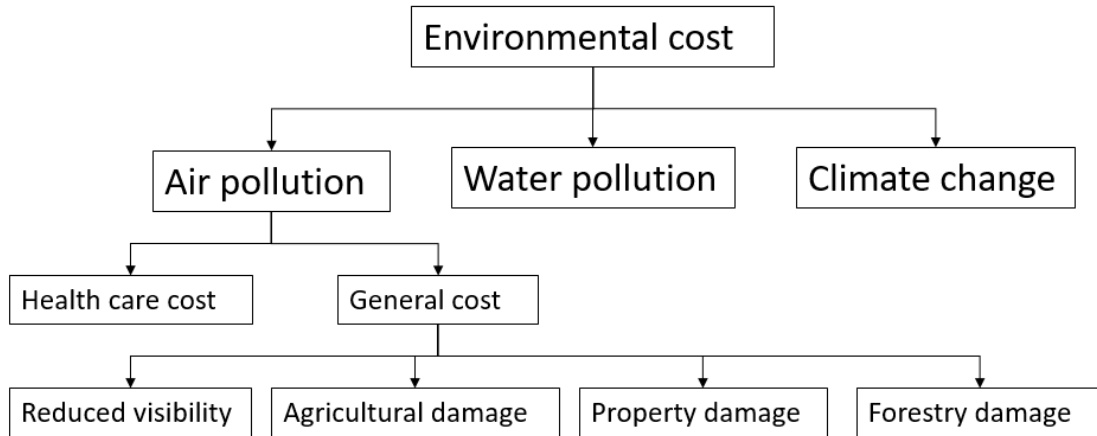 Environmental cost
Air pollution
Water pollution
Climate change
Health care cost
General cost
Reduced visibility
Agricultural damage
Property damage
Forestry damage